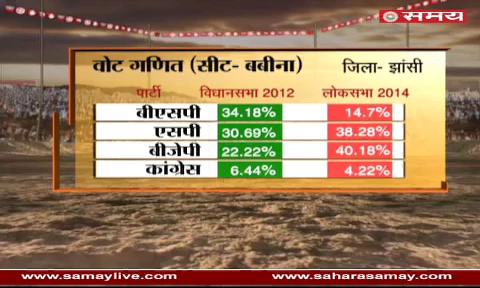 समय
वोट गणित (सीट- बबीना) जिला- झांसी
पार्टी विधानसभा 2012 लोकसभा 2014
बीएसपी 34.18% 14.7%
एसपी 30.69% 38.28%
बीजेपी 22.22% 40.18%
कांग्रेस 6.44% 4.22%
www.samaylive.com www.saharasamay.com